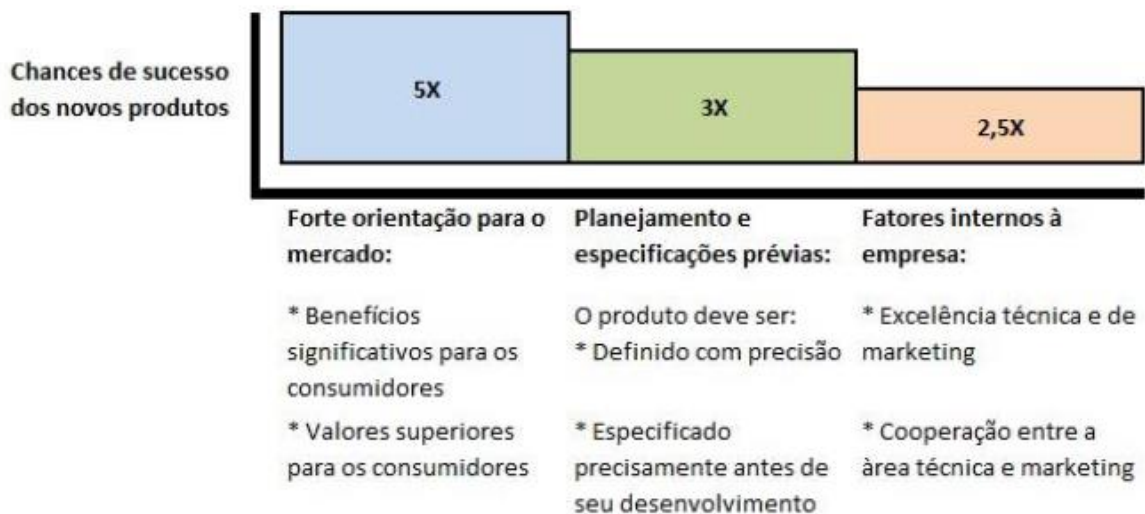 Chances de sucesso
dos novos produtos
5X
3X
2,5X
Forte orientação para o
mercado:
* Benefícios
significativos para os
consumidores
* Valores superiores
para os consumidores
Planejamento e
especificações prévias:
O produto deve ser:
* Definido com precisão
* Especificado
precisamente antes de
seu desenvolvimento
Fatores internos à
empresa:
* Excelência técnica e de
marketing
* Cooperação entre a
àrea técnica e marketing